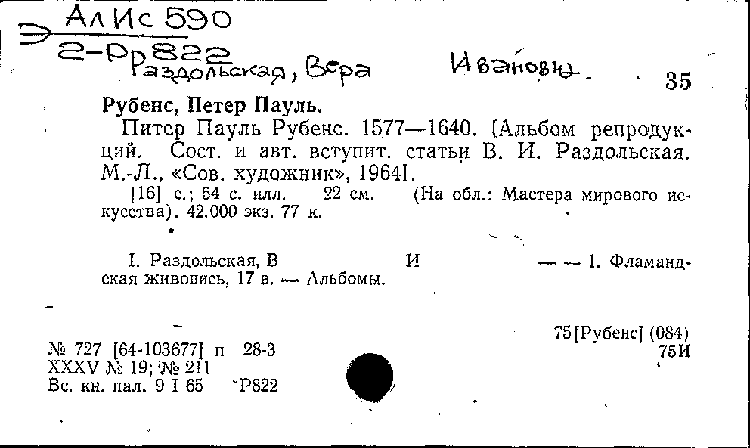 АлИс 590
Э 2-Рр822
Раздольская, Вера Ивановна
35
Рубенс, Петер Пауль.
Питер Пауль Рубенс. 1577—1640. [Альбом репродук-
ций. Сост. и авт. вступит. статьи В. И. Раздольская.
М.-Л., «Сов. художник», 1964].
[16] с.; 54 с. илл. 22 см. (На обл.: Мастера мирового ис-
кусства). 42.000 экз. 77 к.
I. Раздольская, В И — — 1. Фламанд-
ская живопись, 17 в. — Альбомы.
75[Рубенс] (084)
№ 727 [64-103677] п 28-3 75И
XXXV № 19; № 211
Вс. кн. пал. 9 I 65 Р822